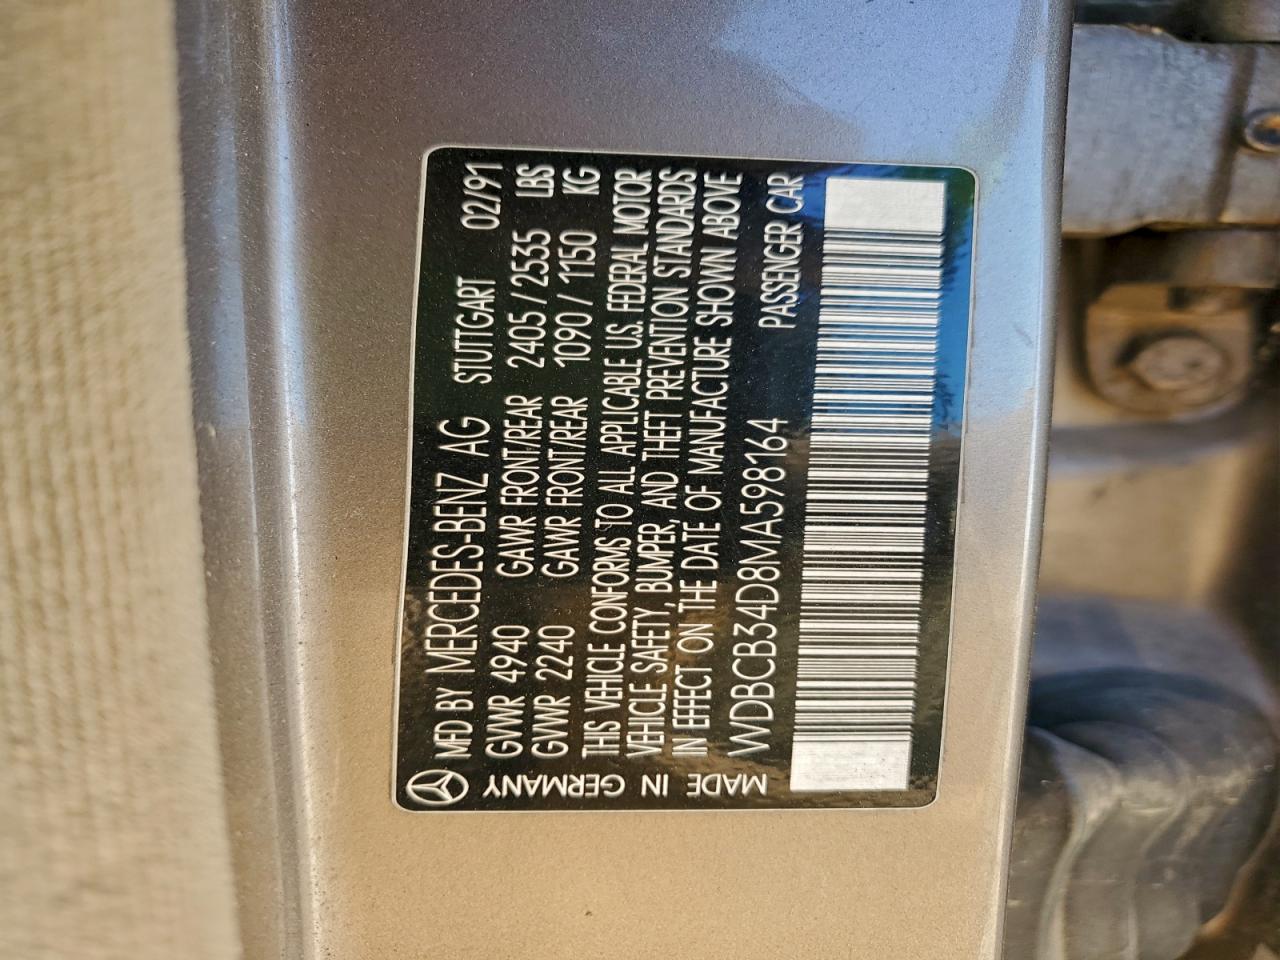 MFD BY MERCEDES-BENZ AG STUTTGART 02/91
GVWR 4940 GAWR FRONT/REAR 2405 / 2535 LBS
GVWR 2240 GAWR FRONT/REAR 1090 / 1150 KG
THIS VEHICLE CONFORMS TO ALL APPLICABLE U.S. FEDERAL MOTOR
VEHICLE SAFETY, BUMPER, AND THEFT PREVENTION STANDARDS
IN EFFECT ON THE DATE OF MANUFACTURE SHOWN ABOVE
WDBCB34D8MA598164 PASSENGER CAR
MADE IN GERMANY